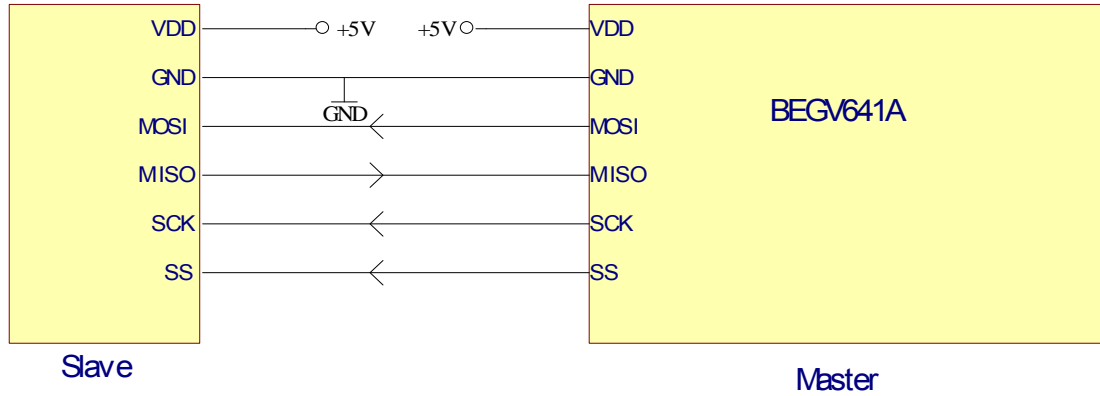 VDD +5V +5V VDD
GND GND
GND
BEGV641A
MOSI MOSI
MISO MISO
SCK SCK
SS SS
Slave
Master